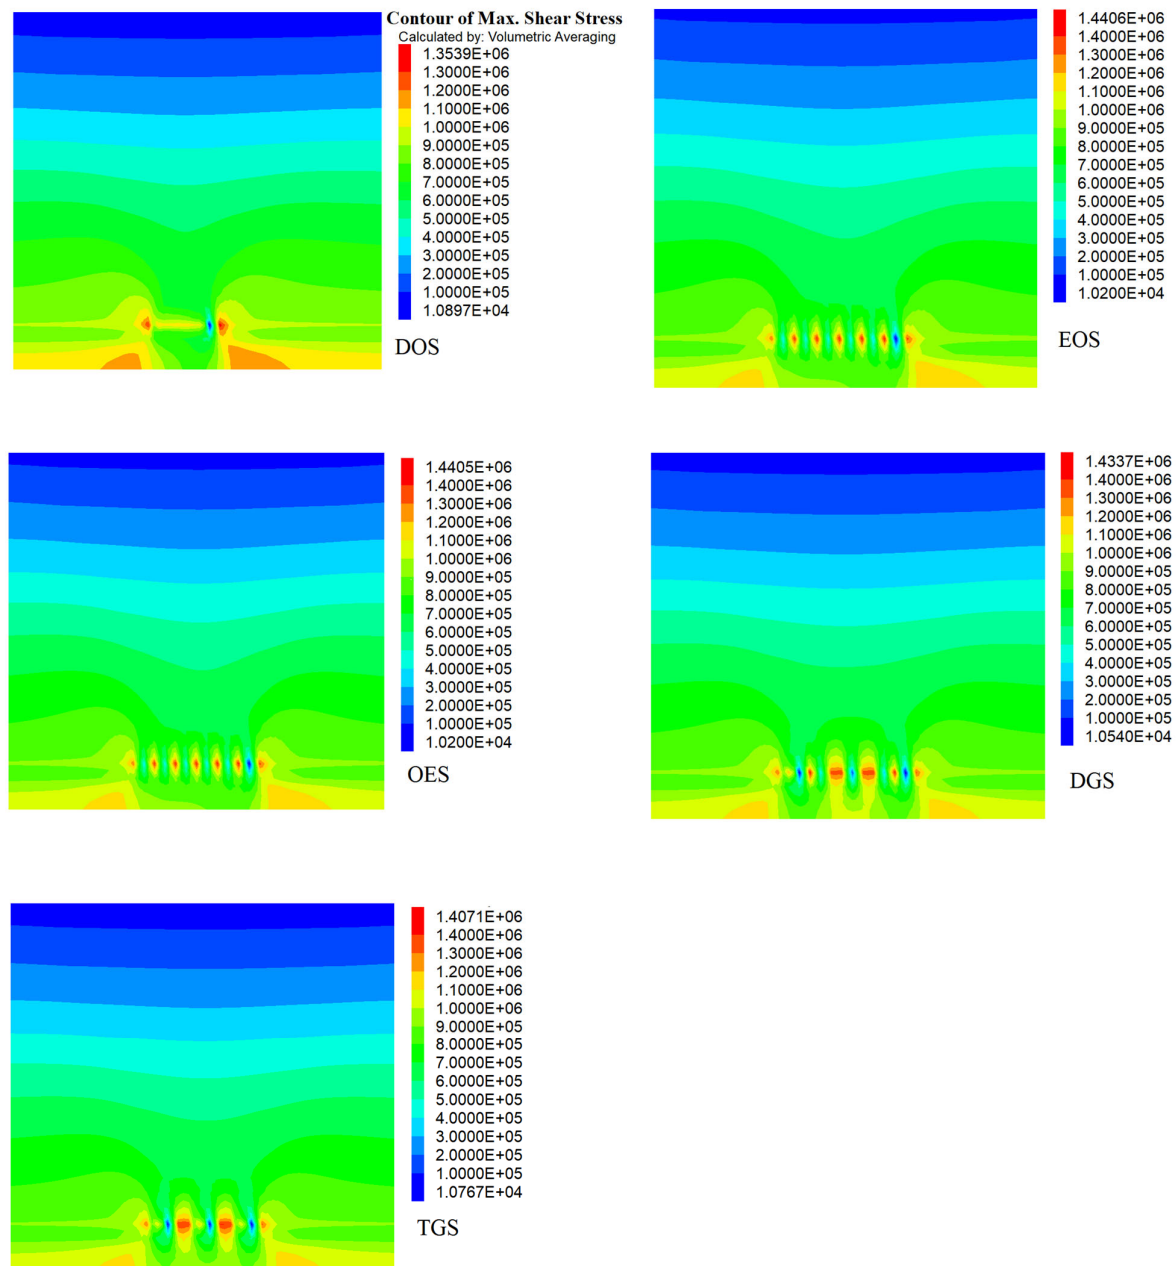 Contour of Max. Shear Stress
Calculated by: Volumetric Averaging
1.3539E+06
1.3000E+06
1.2000E+06
1.1000E+06
1.0000E+06
9.0000E+05
8.0000E+05
7.0000E+05
6.0000E+05
5.0000E+05
4.0000E+05
3.0000E+05
2.0000E+05
1.0000E+05
1.0897E+04
DOS
1.4406E+06
1.4000E+06
1.3000E+06
1.2000E+06
1.1000E+06
1.0000E+06
9.0000E+05
8.0000E+05
7.0000E+05
6.0000E+05
5.0000E+05
4.0000E+05
3.0000E+05
2.0000E+05
1.0000E+05
1.0200E+04
EOS
1.4405E+06
1.4000E+06
1.3000E+06
1.2000E+06
1.1000E+06
1.0000E+06
9.0000E+05
8.0000E+05
7.0000E+05
6.0000E+05
5.0000E+05
4.0000E+05
3.0000E+05
2.0000E+05
1.0000E+05
1.0200E+04
OES
1.4337E+06
1.4000E+06
1.3000E+06
1.2000E+06
1.1000E+06
1.0000E+06
9.0000E+05
8.0000E+05
7.0000E+05
6.0000E+05
5.0000E+05
4.0000E+05
3.0000E+05
2.0000E+05
1.0000E+05
1.0540E+04
DGS
1.4071E+06
1.4000E+06
1.3000E+06
1.2000E+06
1.1000E+06
1.0000E+06
9.0000E+05
8.0000E+05
7.0000E+05
6.0000E+05
5.0000E+05
4.0000E+05
3.0000E+05
2.0000E+05
1.0000E+05
1.0767E+04
TGS